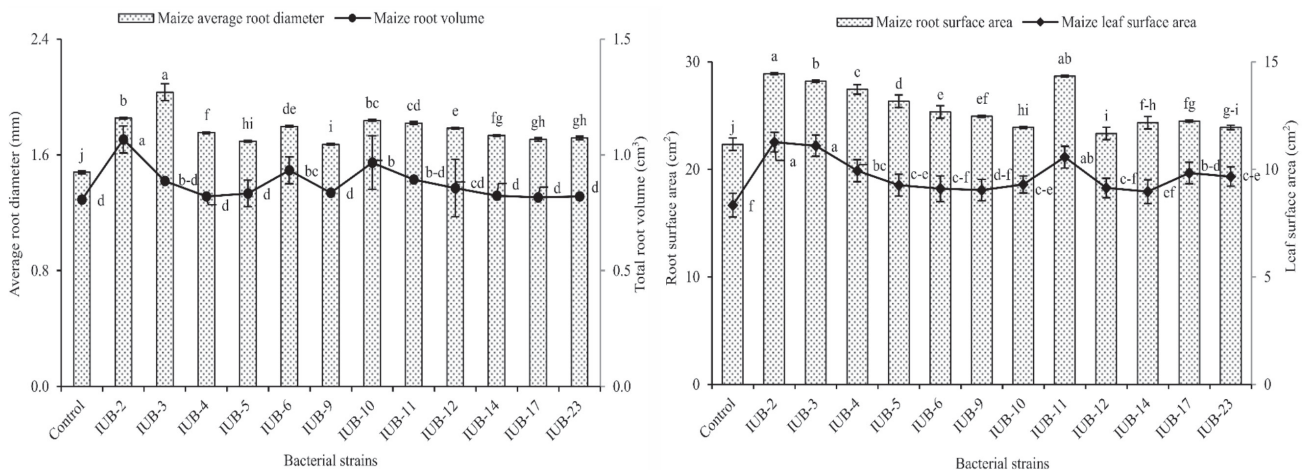 Maize average root diameter
Maize root volume
2.4
1.6
0.8
0.0
Average root diameter (mm)
1.5
1.0
0.5
0.0
Total root volume (cm3)
j
b
a
f
hi
de
i
bc
cd
e
fg
gh
gh
d
a
b-d
d
d
bc
d
b
b-d
cd
d
d
d
Control
IUB-2
IUB-3
IUB-4
IUB-5
IUB-6
IUB-9
IUB-10
IUB-11
IUB-12
IUB-14
IUB-17
IUB-23
Bacterial strains
Maize root surface area
Maize leaf surface area
30
20
10
0
Root surface area (cm2)
15
10
5
0
Leaf surface area (cm2)
j
a
b
c
d
e
ef
hi
ab
i
f-h
fg
g-i
f
a
a
bc
c-e
c-f
d-f
c-e
ab
c-f
ef
b-d
c-e
Control
IUB-2
IUB-3
IUB-4
IUB-5
IUB-6
IUB-9
IUB-10
IUB-11
IUB-12
IUB-14
IUB-17
IUB-23
Bacterial strains